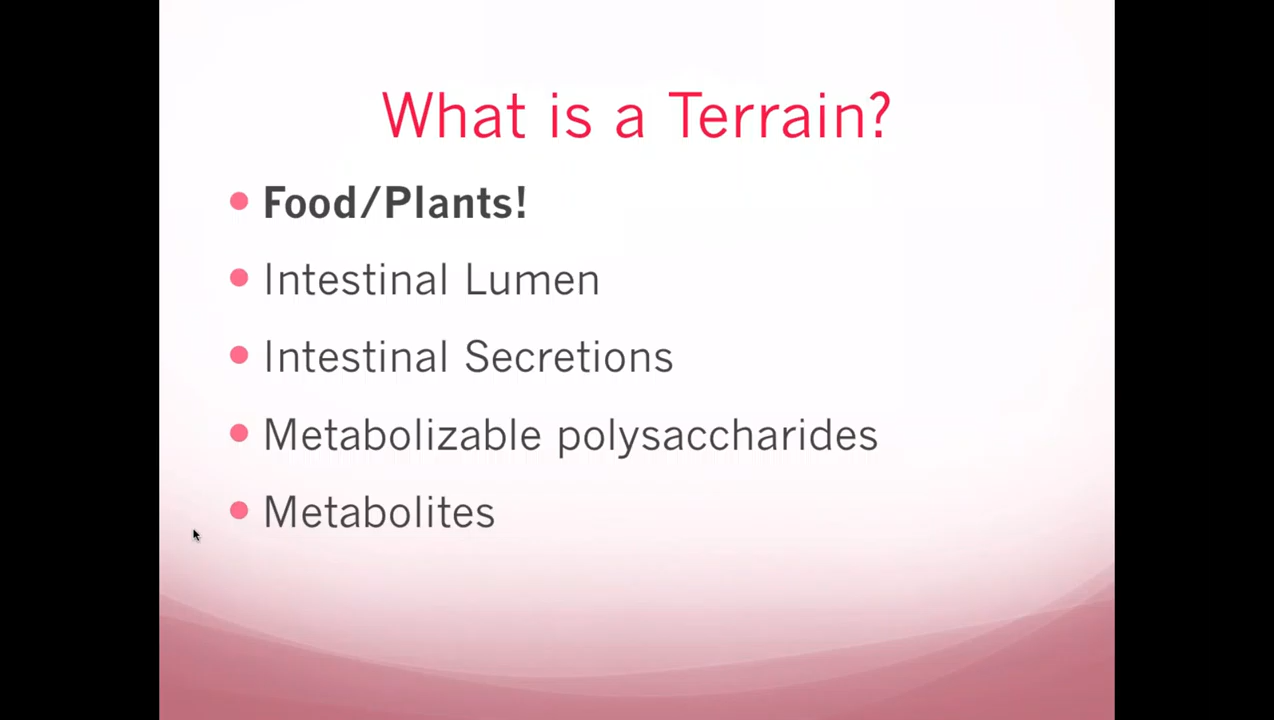 What is a Terrain?
Food/Plants!
Intestinal Lumen
Intestinal Secretions
Metabolizable polysaccharides
Metabolites